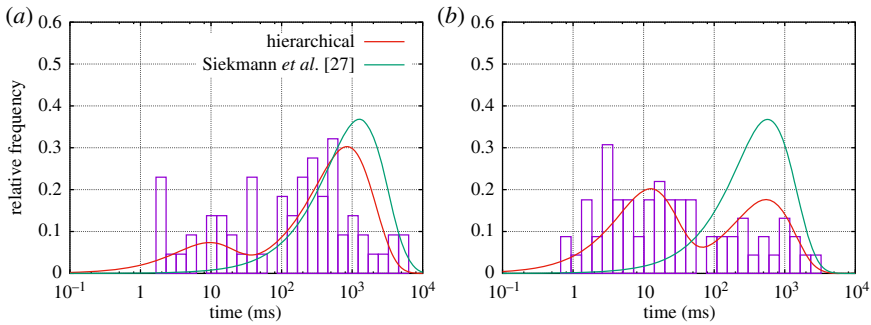 (a)
0.6
0.5
0.4
0.3
0.2
0.1
0
relative frequency
hierarchical
Siekmann et al. [27]
10⁻¹ 1 10 10² 10³ 10⁴
time (ms)
(b)
0.6
0.5
0.4
0.3
0.2
0.1
0
10⁻¹ 1 10 10² 10³ 10⁴
time (ms)